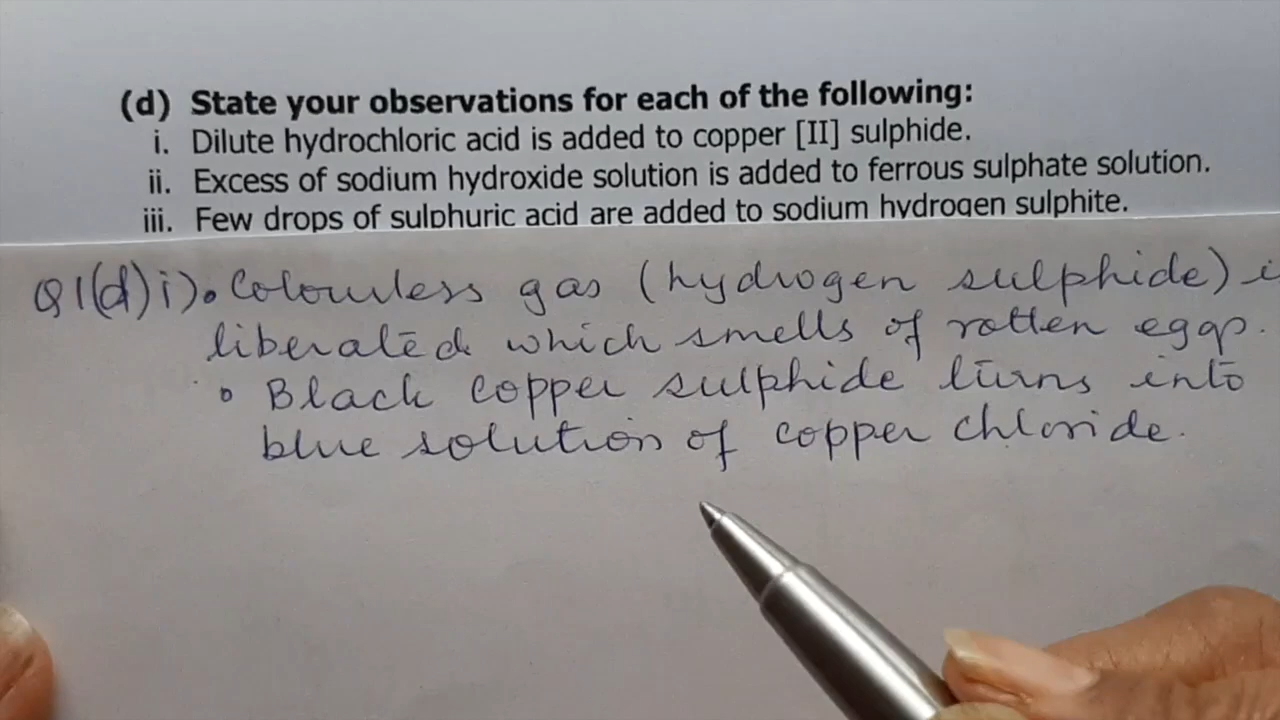 (d) State your observations for each of the following:
i. Dilute hydrochloric acid is added to copper [II] sulphide.
ii. Excess of sodium hydroxide solution is added to ferrous sulphate solution.
iii. Few drops of sulphuric acid are added to sodium hydrogen sulphite.
Q1(d)i). Colourless gas (hydrogen sulphide) i
liberated which smells of rotten eggs.
• Black copper sulphide turns into
blue solution of copper chloride.